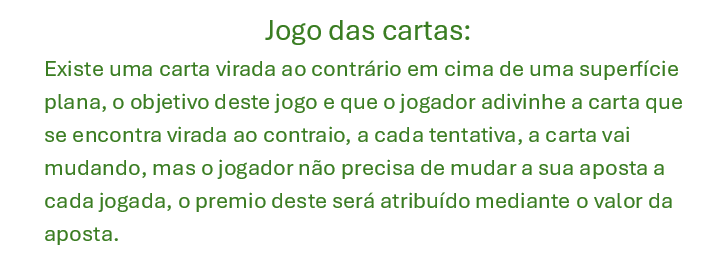 Jogo das cartas:
Existe uma carta virada ao contrário em cima de uma superfície
plana, o objetivo deste jogo e que o jogador adivinhe a carta que
se encontra virada ao contraio, a cada tentativa, a carta vai
mudando, mas o jogador não precisa de mudar a sua aposta a
cada jogada, o premio deste será atribuído mediante o valor da
aposta.